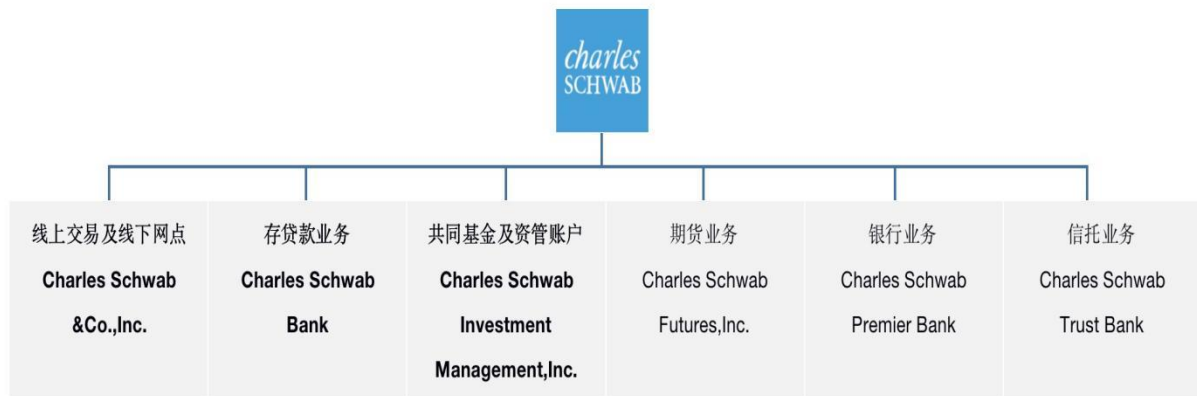 charles
SCHWAB
线上交易及线下网点
Charles Schwab
&Co.,Inc.
存贷款业务
Charles Schwab
Bank
共同基金及资管账户
Charles Schwab
Investment
Management,Inc.
期货业务
Charles Schwab
Futures,Inc.
银行业务
Charles Schwab
Premier Bank
信托业务
Charles Schwab
Trust Bank